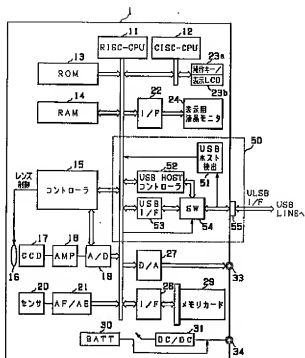 1
11
12
RISC-CPU
CISC-CPU
13
ROM
操作キー/
23a
表示LCD
23b
14
RAM
22
I/F
24
表示用
液晶モニタ
50
USB
ホスト
検出
51
52
USB HOST
コントローラ
USB
I/F
53
SW
54
ULSB
I/F
55
USB
LINEへ
15
レンズ
制御
コントローラ
16
17
CCD
18
AMP
19
A/D
27
D/A
33
20
センサ
21
AF/AE
28
I/F
29
メモリカード
30
BATT
31
DC/DC
34